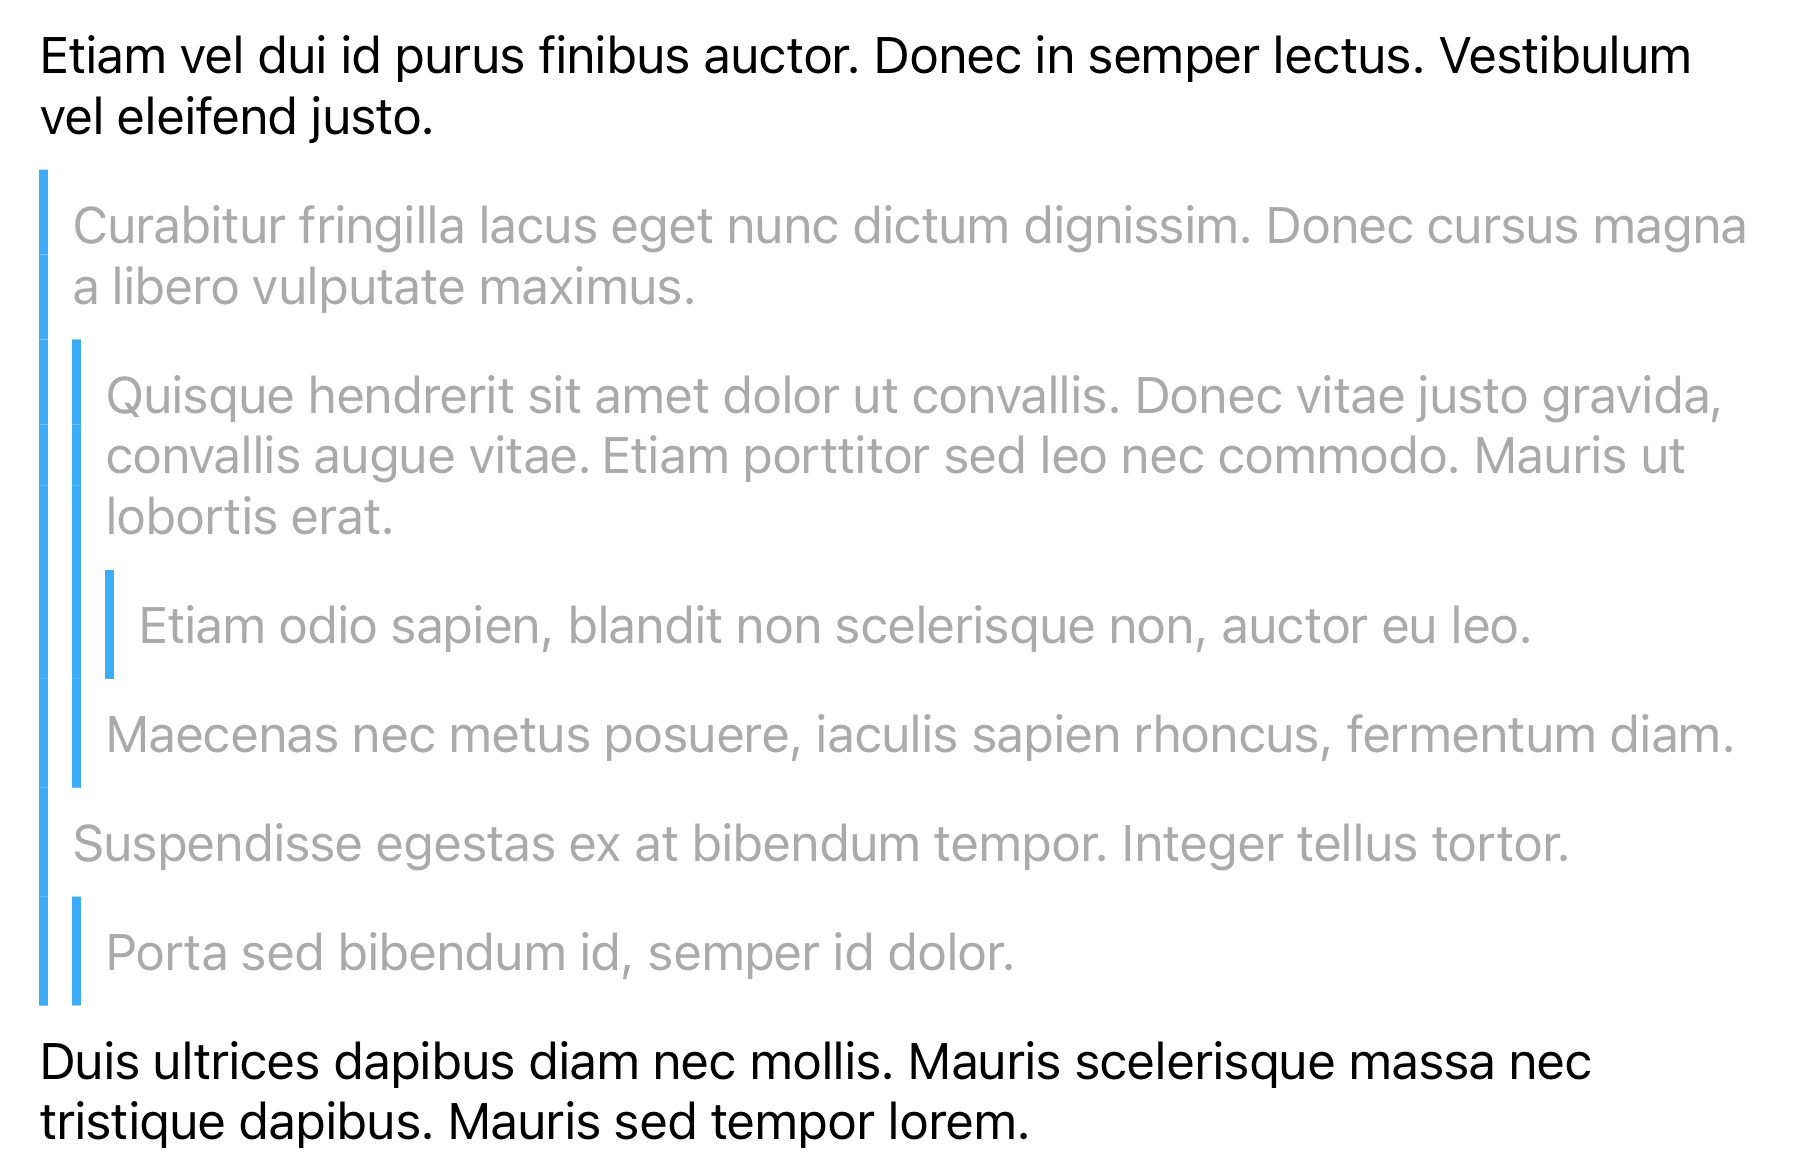 Etiam vel dui id purus finibus auctor. Donec in semper lectus. Vestibulum
vel eleifend justo.
Curabitur fringilla lacus eget nunc dictum dignissim. Donec cursus magna
a libero vulputate maximus.
Quisque hendrerit sit amet dolor ut convallis. Donec vitae justo gravida,
convallis augue vitae. Etiam porttitor sed leo nec commodo. Mauris ut
lobortis erat.
Etiam odio sapien, blandit non scelerisque non, auctor eu leo.
Maecenas nec metus posuere, iaculis sapien rhoncus, fermentum diam.
Suspendisse egestas ex at bibendum tempor. Integer tellus tortor.
Porta sed bibendum id, semper id dolor.
Duis ultrices dapibus diam nec mollis. Mauris scelerisque massa nec
tristique dapibus. Mauris sed tempor lorem.